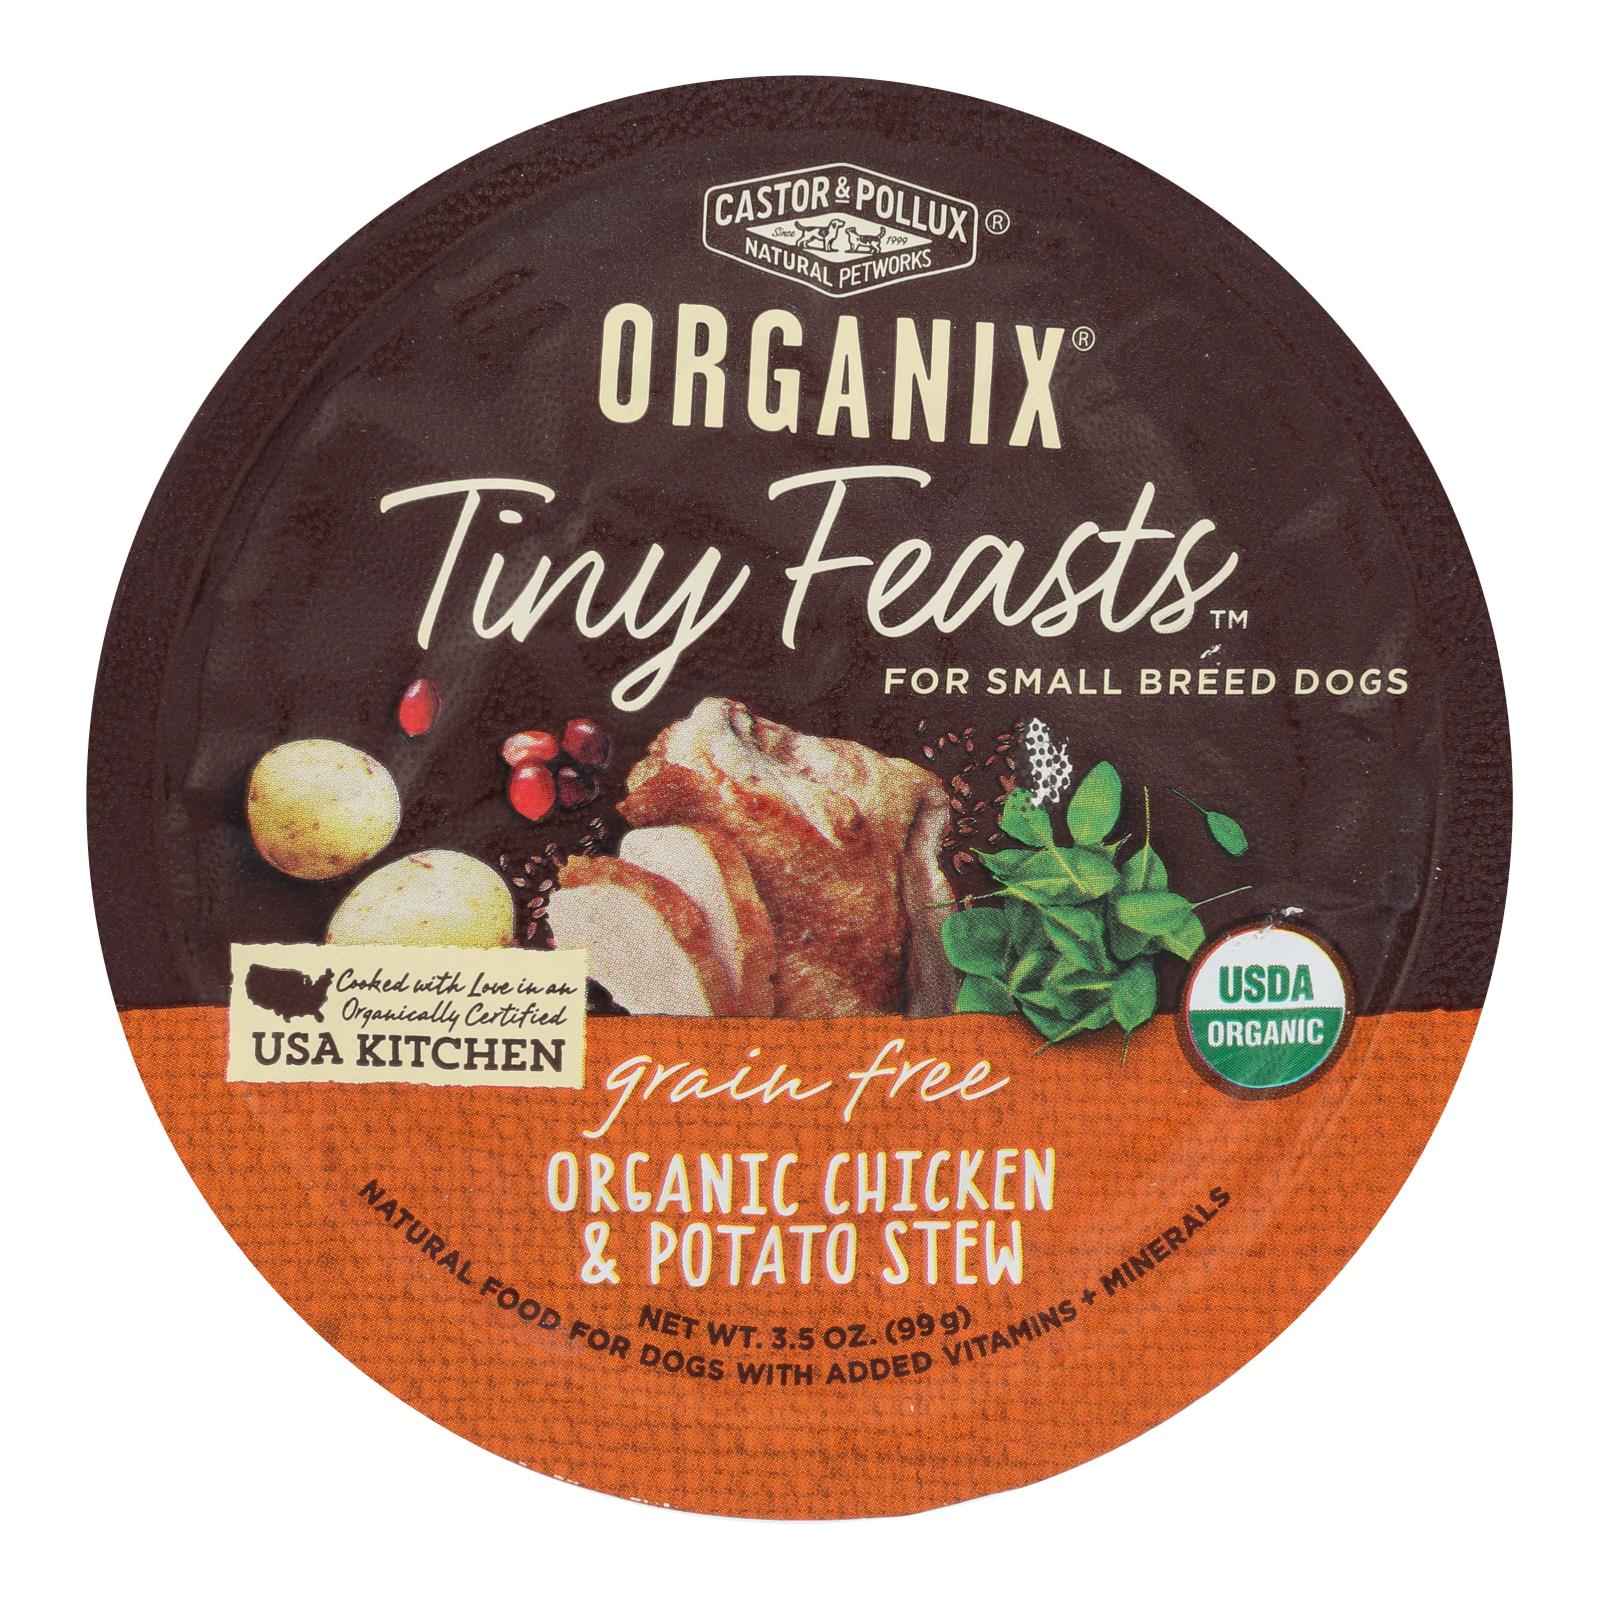 CASTOR & POLLUX ®
Since 1999
NATURAL PETWORKS
ORGANIX®
Tiny Feasts™
FOR SMALL BREED DOGS
Cooked with Love in an
Organically Certified
USA KITCHEN
USDA
ORGANIC
grain free
ORGANIC CHICKEN
& POTATO STEW
NET WT. 3.5 OZ. (99 g)
NATURAL FOOD FOR DOGS WITH ADDED VITAMINS + MINERALS